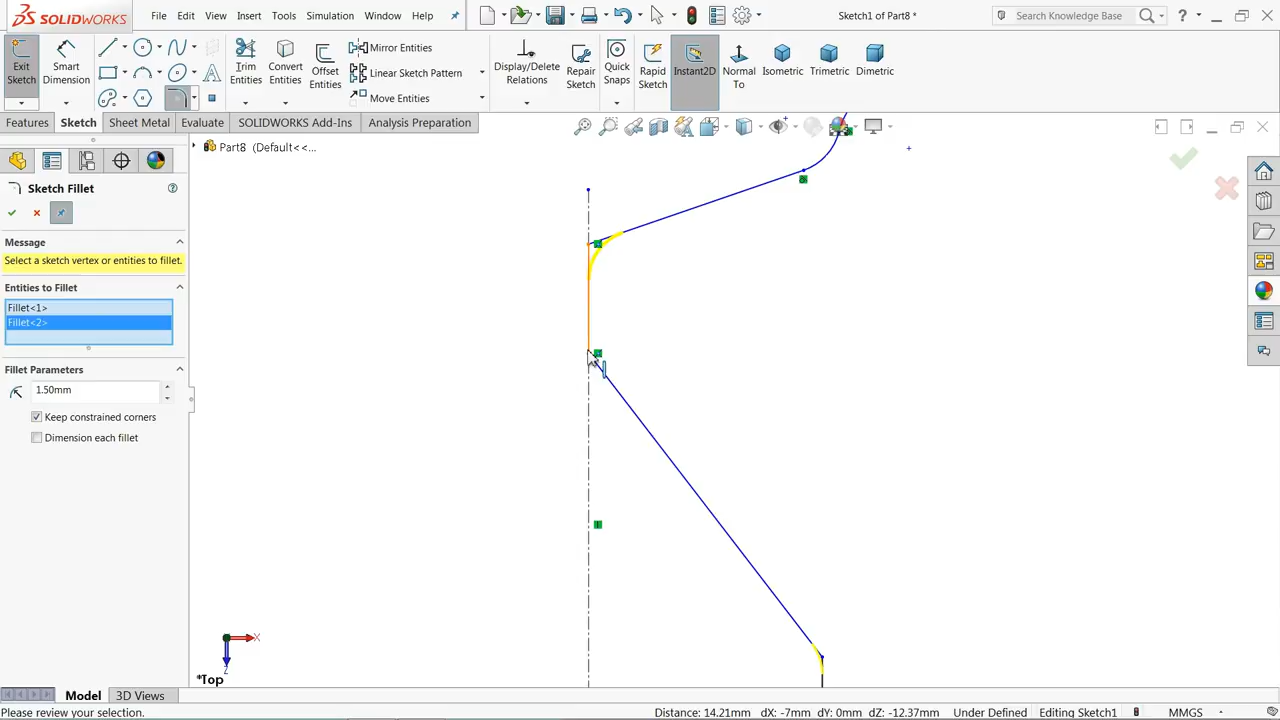 3S SOLIDWORKS File Edit View Insert Tools Simulation Window Help Sketch1 of Part8 * Search Knowledge Base ?
Exit Sketch Smart Dimension Trim Entities Convert Entities Offset Entities Mirror Entities Linear Sketch Pattern Move Entities Display/Delete Relations Repair Sketch Quick Snaps Rapid Sketch Instant2D Normal To Isometric Trimetric Dimetric
Features Sketch Sheet Metal Evaluate SOLIDWORKS Add-Ins Analysis Preparation
Part8 (Default<<...
Sketch Fillet
Message
Select a sketch vertex or entities to fillet.
Entities to Fillet
Fillet<1>
Fillet<2>
Fillet Parameters
1.50mm
Keep constrained corners
Dimension each fillet
X
Z
*Top
Model 3D Views
Please review your selection. Distance: 14.21mm dX: -7mm dY: 0mm dZ: -12.37mm Under Defined Editing Sketch1 MMGS